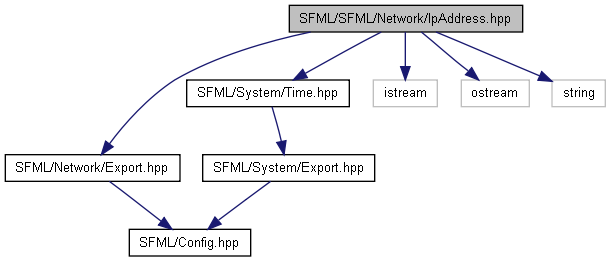 SFML/SFML/Network/IpAddress.hpp
SFML/System/Time.hpp
istream
ostream
string
SFML/Network/Export.hpp
SFML/System/Export.hpp
SFML/Config.hpp